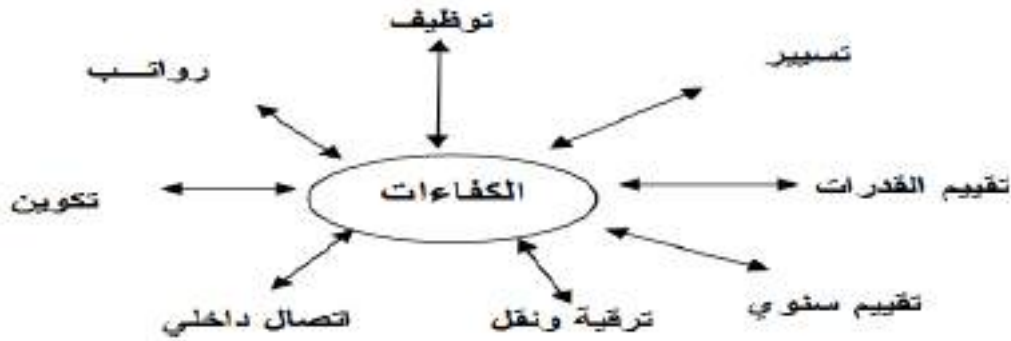 توظيف
تسيير
رواتب
الكفاءات
تقييم القدرات
تكوين
تقييم سنوي
ترقية ونقل
اتصال داخلي